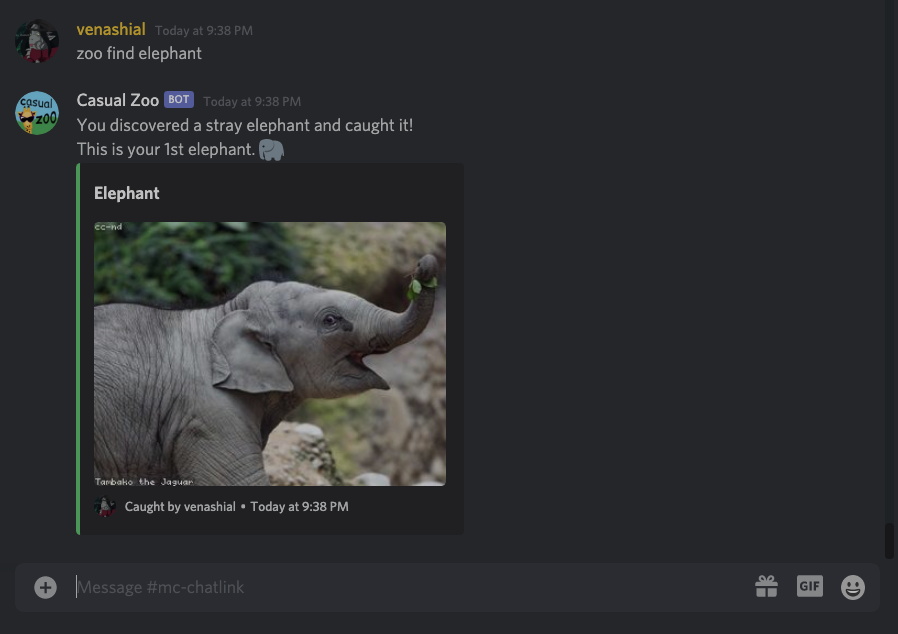 venashial Today at 9:38 PM
zoo find elephant
casual
zoo
Casual Zoo BOT Today at 9:38 PM
You discovered a stray elephant and caught it!
This is your 1st elephant.
Elephant
cc-nd
Tambako the Jaguar
Caught by venashial • Today at 9:38 PM
Message #mc-chatlink
GIF